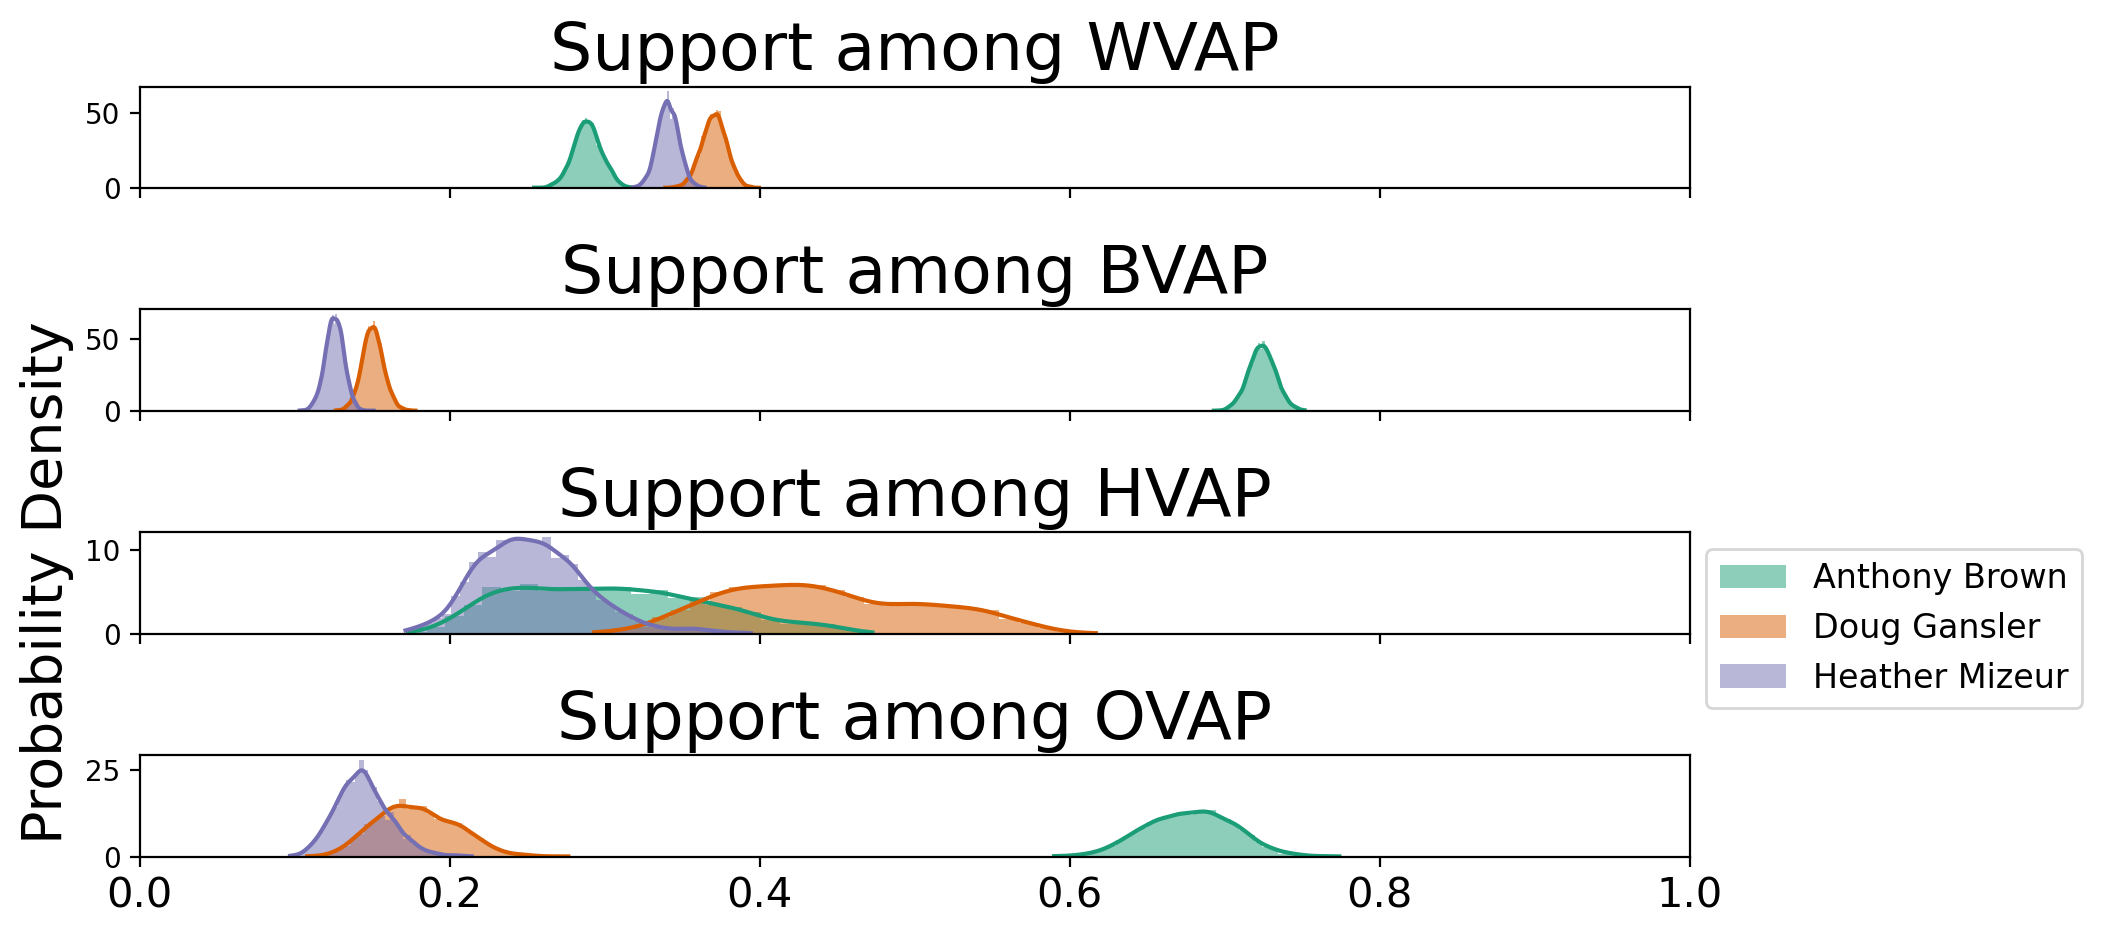 Support among WVAP
50
0
Support among BVAP
50
0
Support among HVAP
10
0
Support among OVAP
25
0
0.0 0.2 0.4 0.6 0.8 1.0
Probability Density
Anthony Brown
Doug Gansler
Heather Mizeur